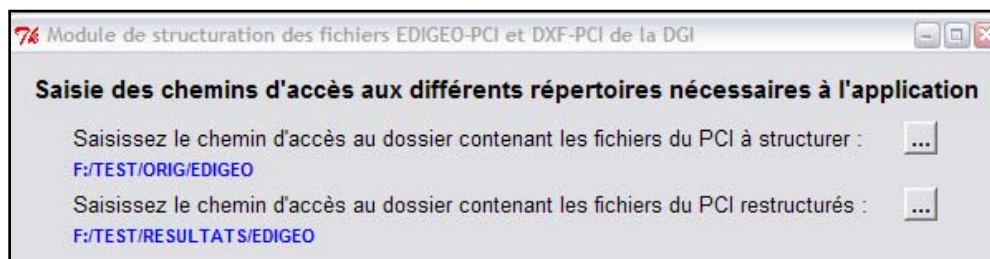 Module de structuration des fichiers EDIGEO-PCI et DXF-PCI de la DGI
Saisie des chemins d'accès aux différents répertoires nécessaires à l'application
Saisissez le chemin d'accès au dossier contenant les fichiers du PCI à structurer :
...
F:/TEST/ORIG/EDIGEO
Saisissez le chemin d'accès au dossier contenant les fichiers du PCI restructurés :
...
F:/TEST/RESULTATS/EDIGEO